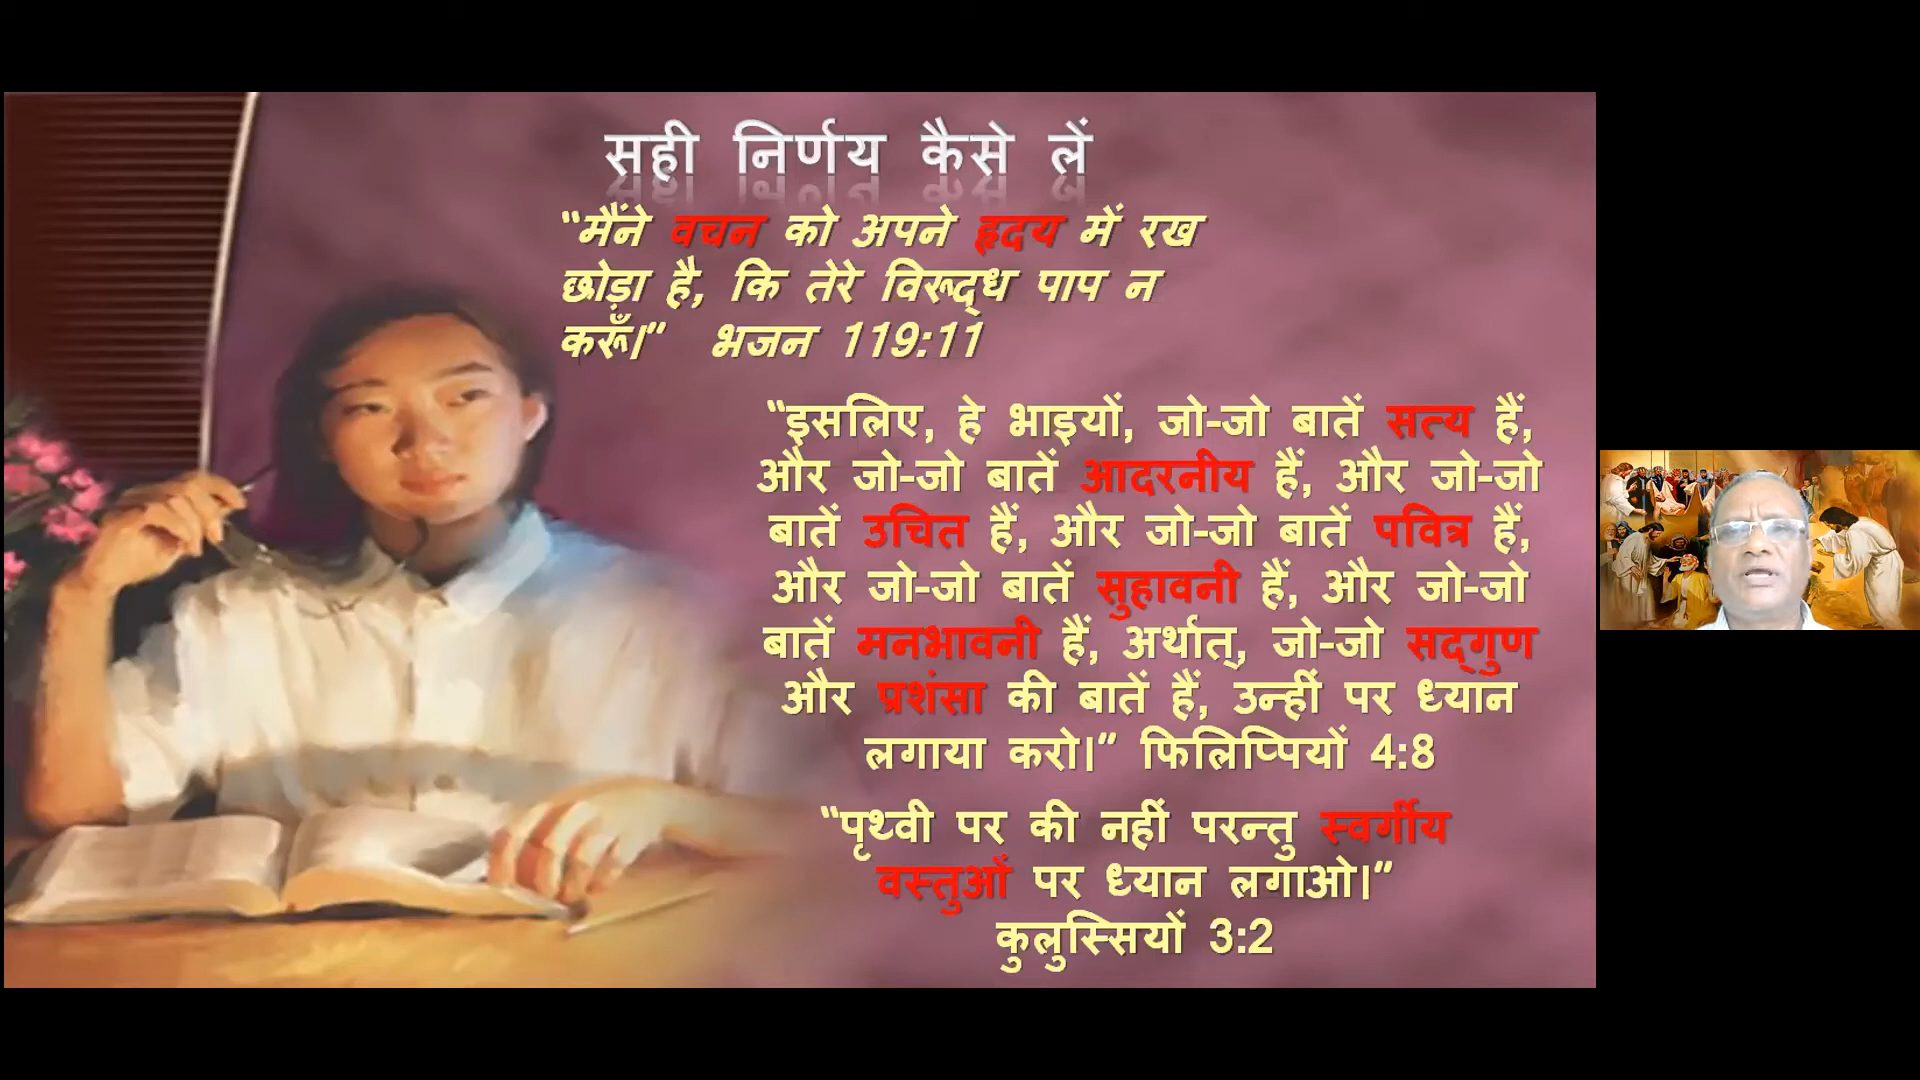 सही निर्णय कैसे लें
"मैंने वचन को अपने हृदय में रख
छोड़ा है, कि तेरे विरूद्ध पाप न
करूँ।" भजन 119:11
"इसलिए, हे भाइयों, जो-जो बातें सत्य हैं,
और जो-जो बातें आदरनीय हैं, और जो-जो
बातें उचित हैं, और जो-जो बातें पवित्र हैं,
और जो-जो बातें सुहावनी हैं, और जो-जो
बातें मनभावनी हैं, अर्थात्, जो-जो सद्‌गुण
और प्रशंसा की बातें हैं, उन्हीं पर ध्यान
लगाया करो।" फिलिप्पियों 4:8
"पृथ्वी पर की नहीं परन्तु स्वर्गीय
वस्तुओं पर ध्यान लगाओ।"
कुलुस्सियों 3:2